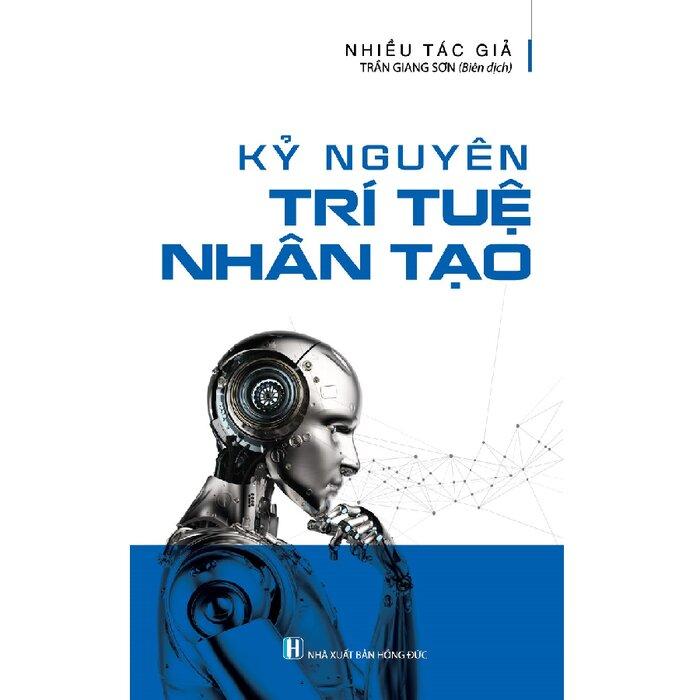 NHIỀU TÁC GIẢ
TRẦN GIANG SƠN (Biên dịch)
KỶ NGUYÊN
TRÍ TUỆ
NHÂN TẠO
H NHÀ XUẤT BẢN HỒNG ĐỨC